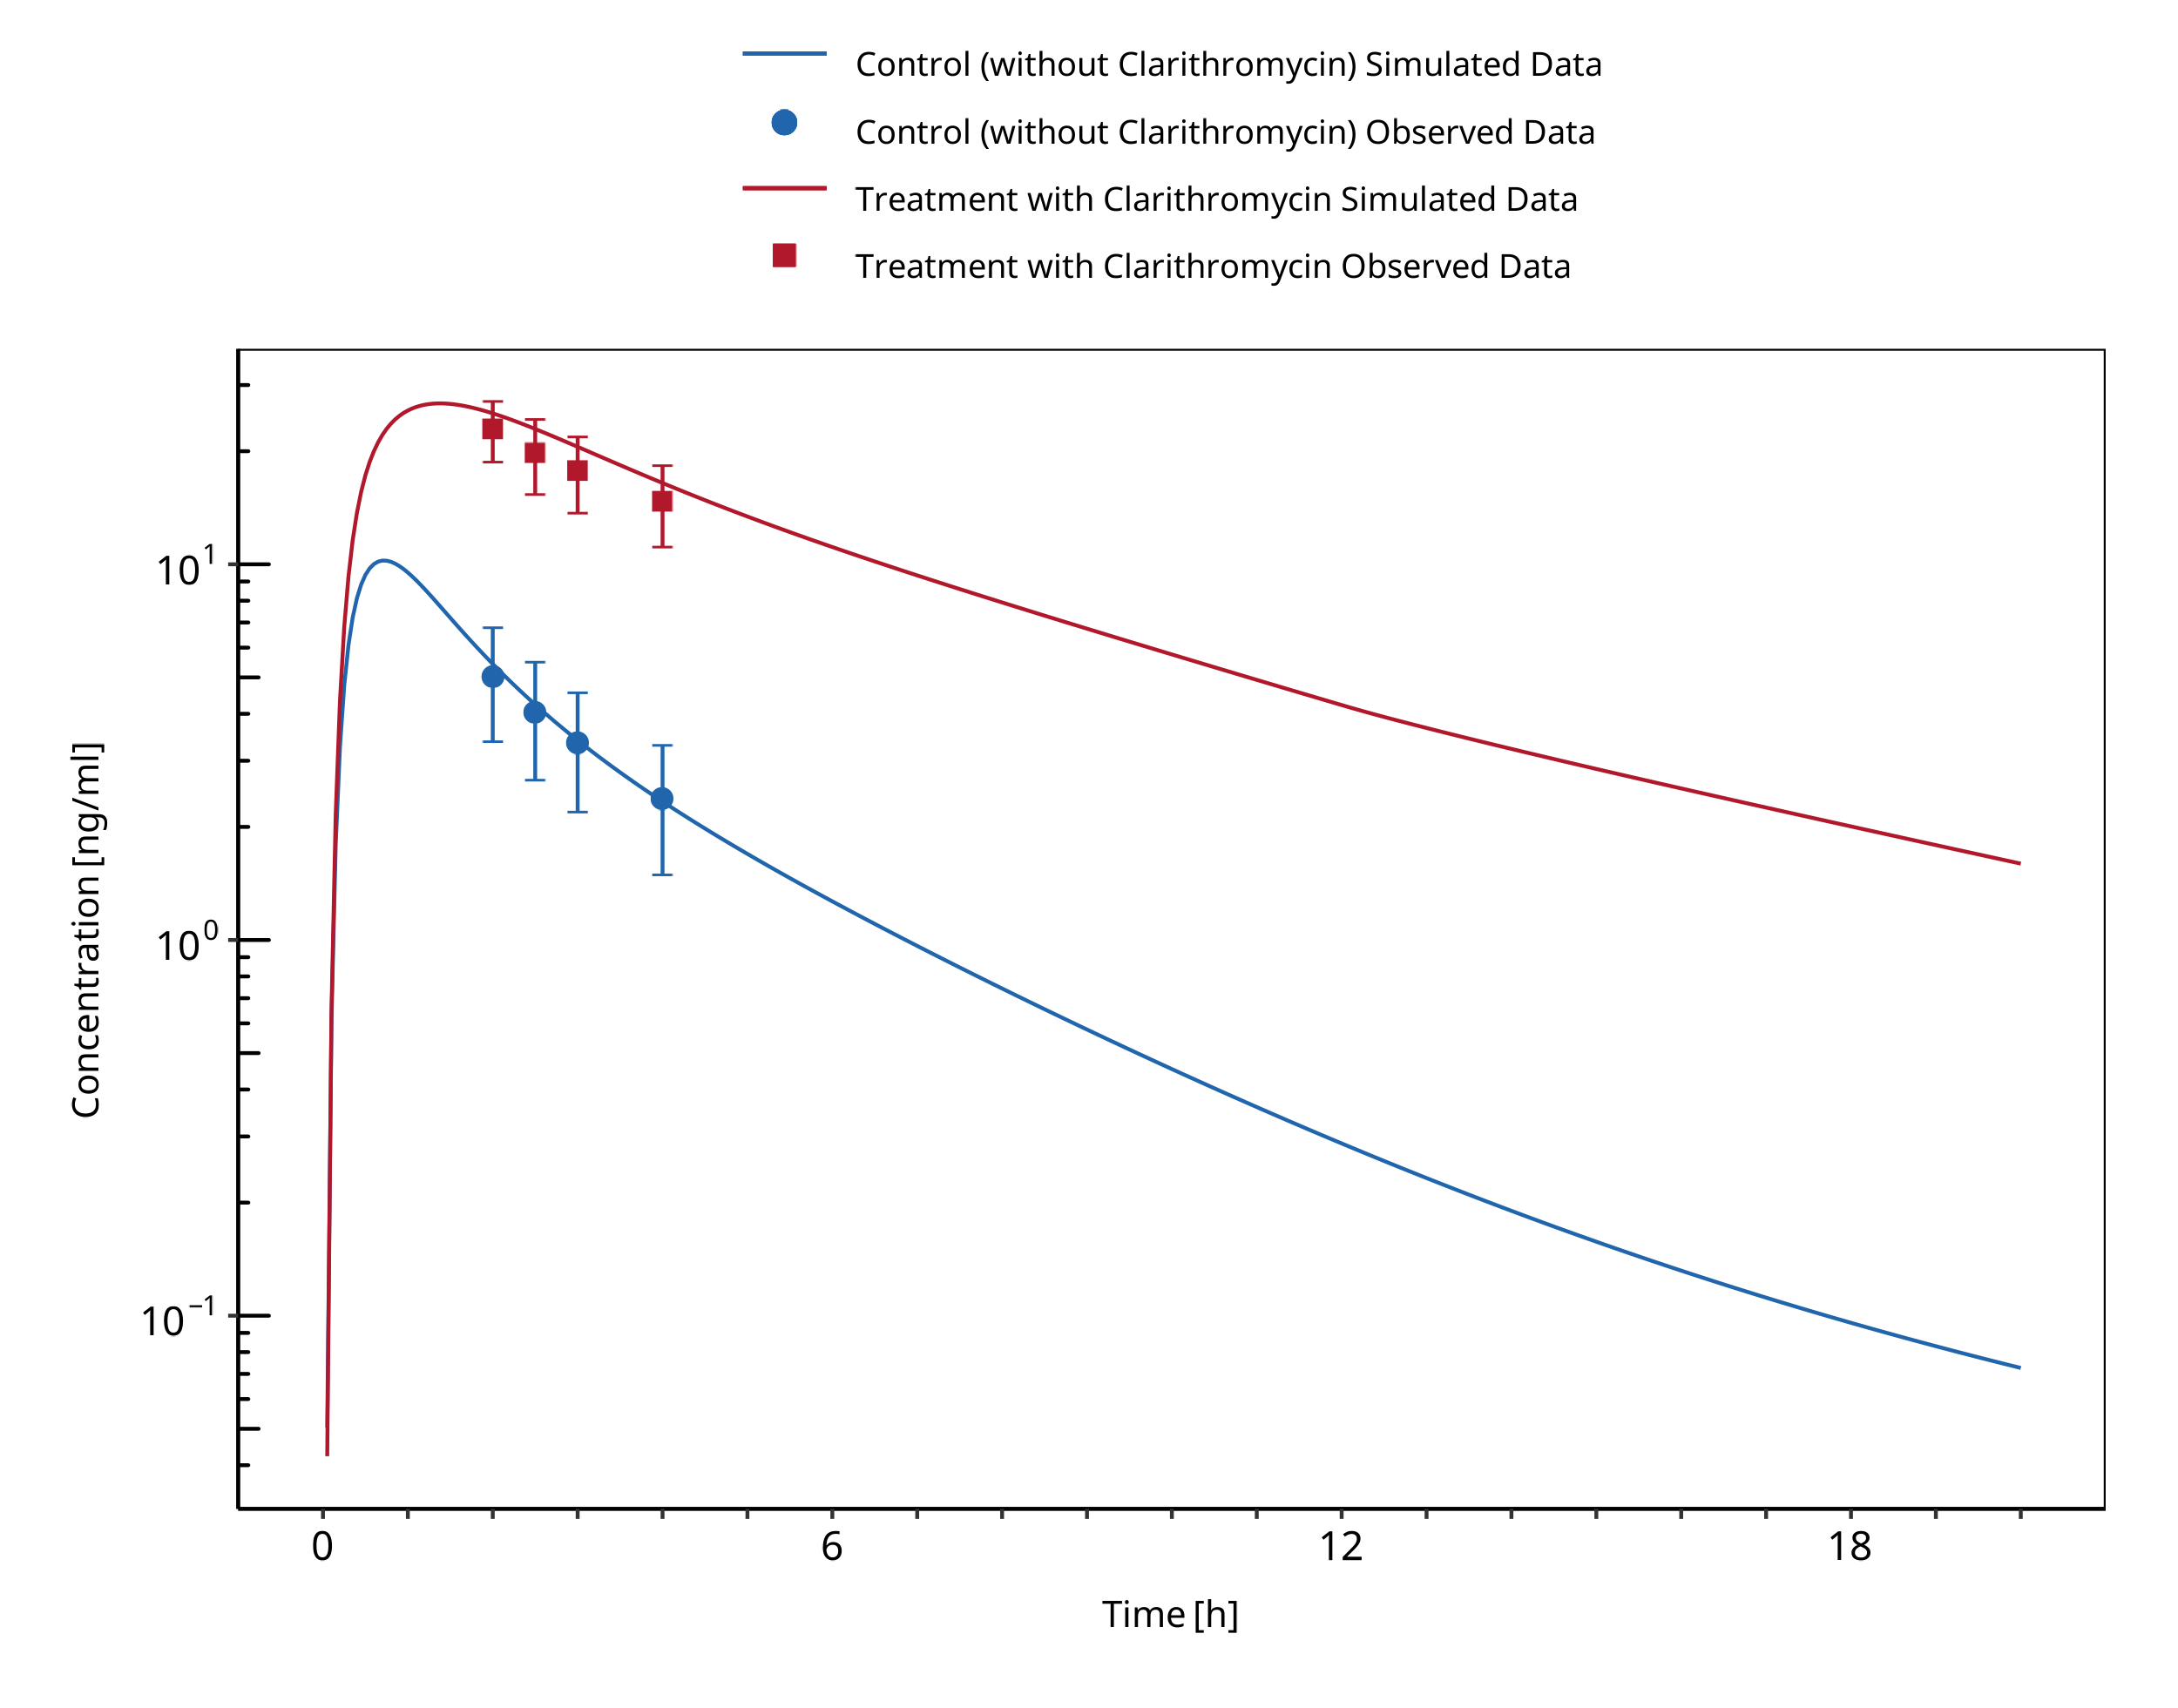 Control (without Clarithromycin) Simulated Data
Control (without Clarithromycin) Observed Data
Treatment with Clarithromycin Simulated Data
Treatment with Clarithromycin Observed Data
10¹
10⁰
10⁻¹
Concentration [ng/ml]
0 6 12 18
Time [h]